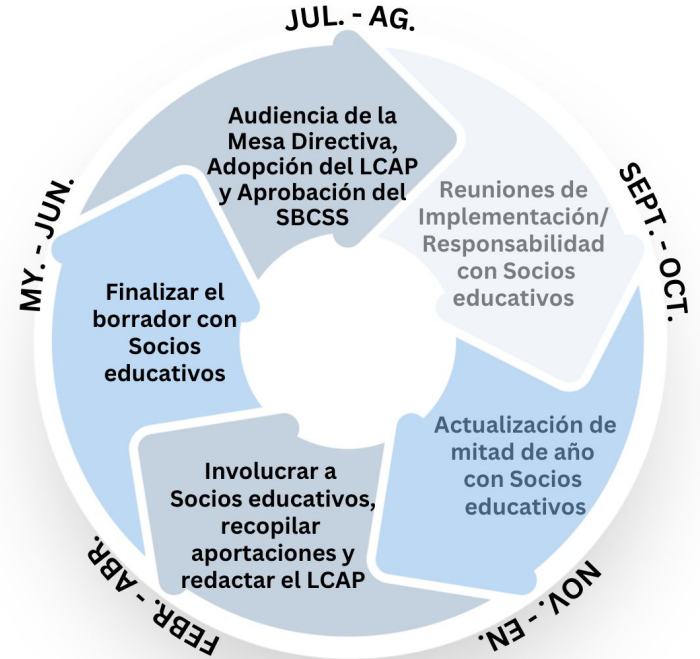 JUL. - AG.
Audiencia de la
Mesa Directiva,
Adopción del LCAP
y Aprobación del
SBCSS
SEPT. - OCT.
Reuniones de
Implementación/
Responsabilidad
con Socios
educativos
NOV. - EN.
Actualización de
mitad de año
con Socios
educativos
FEBR. - ABR.
Involucrar a
Socios educativos,
recopilar
aportaciones y
redactar el LCAP
MY. - JUN.
Finalizar el
borrador con
Socios
educativos